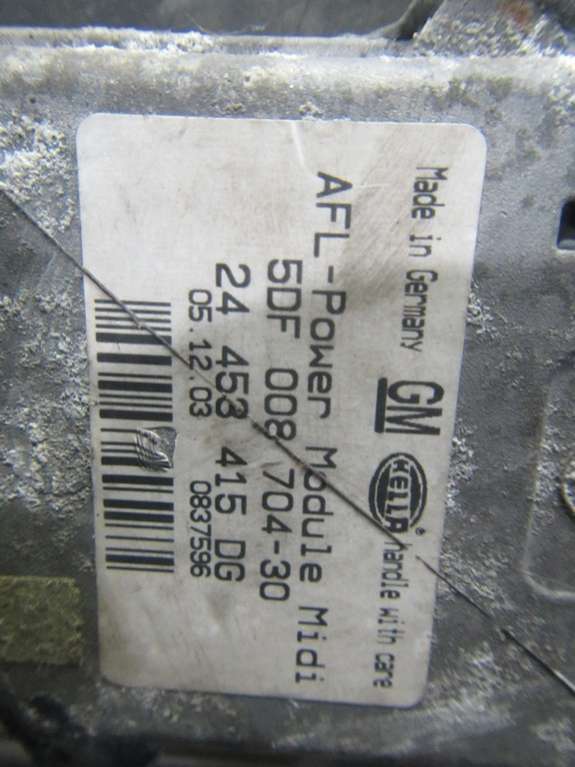 Made in Germany GM HELLA handle with care
AFL-Power Module Midi
5DF 008 704-30
24 453 415 DG
05.12.03 0837596